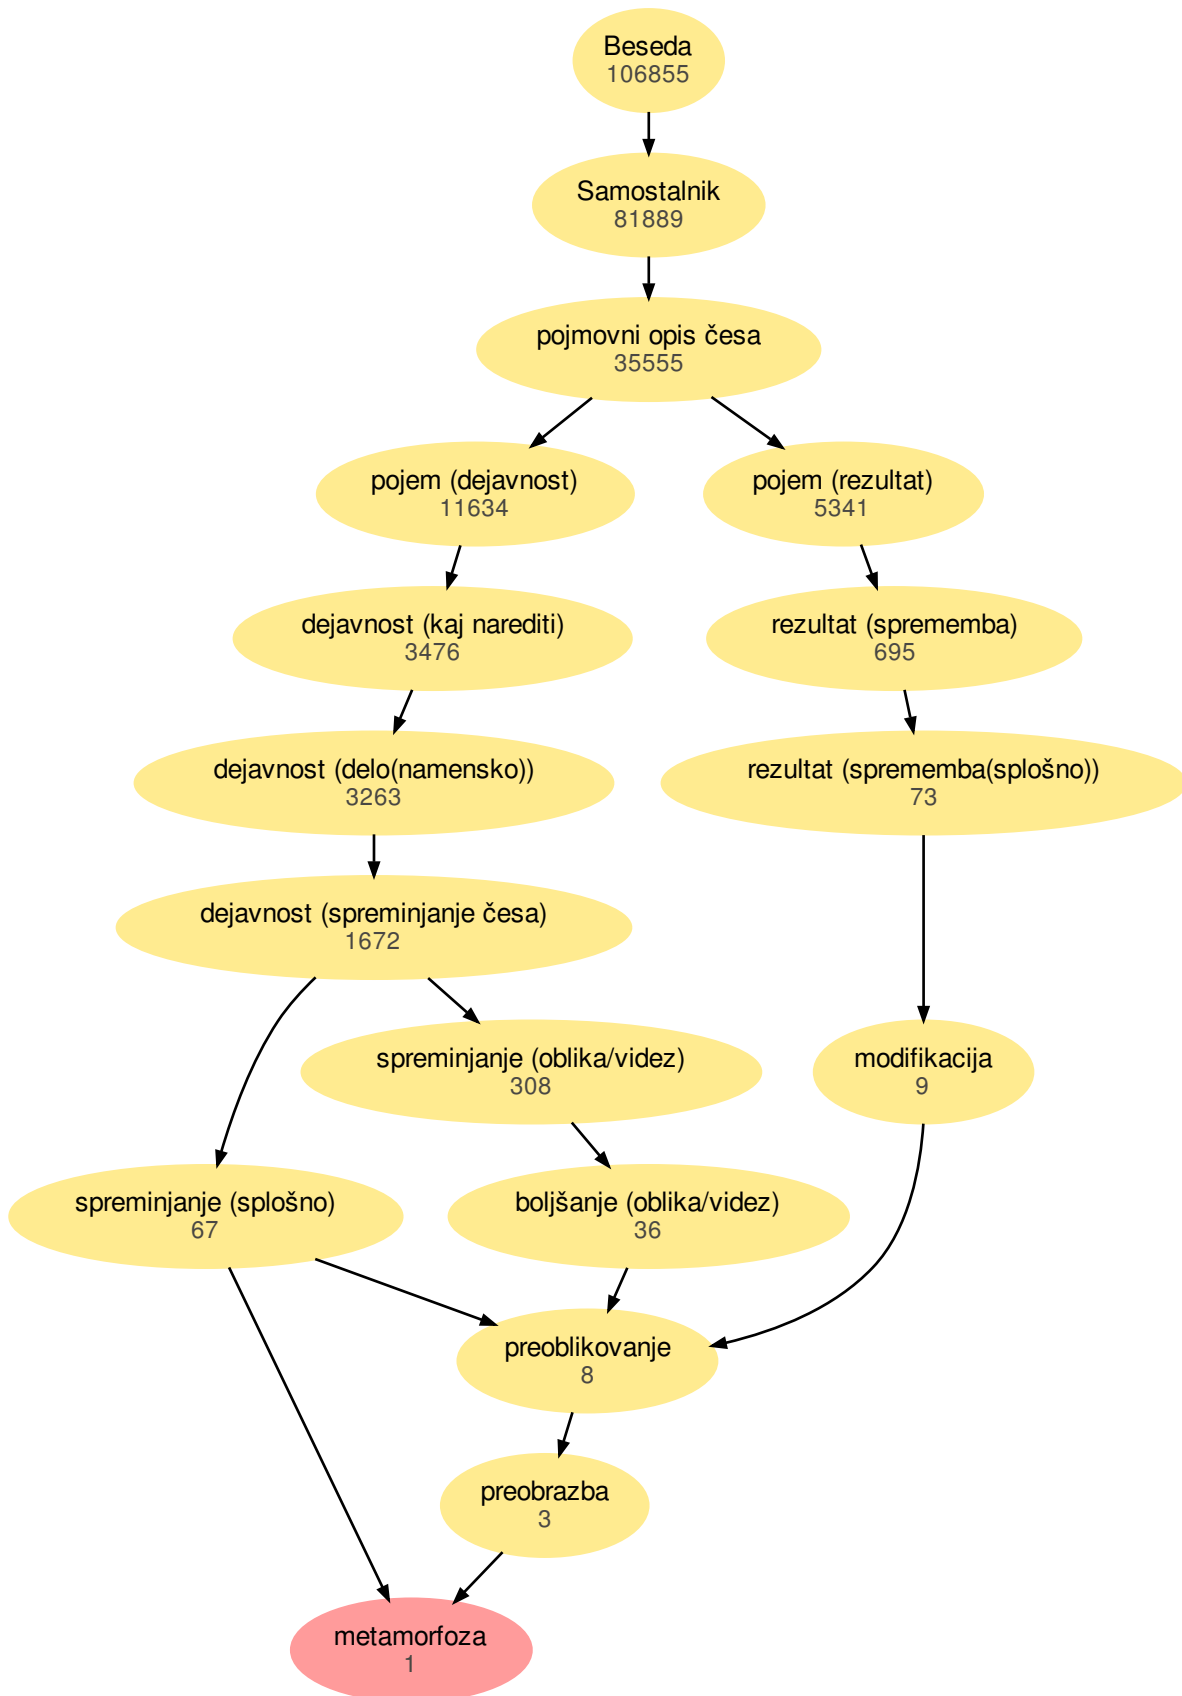 Beseda
106855
Samostalnik
81889
pojmovni opis česa
35555
pojem (dejavnost)
11634
pojem (rezultat)
5341
dejavnost (kaj narediti)
3476
rezultat (sprememba)
695
dejavnost (delo(namensko))
3263
rezultat (sprememba(splošno))
73
dejavnost (spreminjanje česa)
1672
spreminjanje (oblika/videz)
308
modifikacija
9
spreminjanje (splošno)
67
boljšanje (oblika/videz)
36
preoblikovanje
8
preobrazba
3
metamorfoza
1